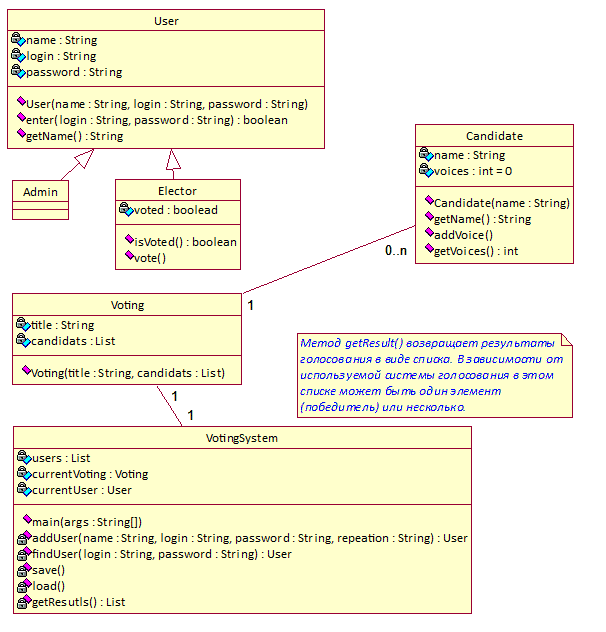 User
name : String
login : String
password : String
User(name : String, login : String, password : String)
enter(login : String, password : String) : boolean
getName() : String
Admin
Elector
voted : boolead
isVoted() : boolean
vote()
Candidate
name : String
voices : int = 0
Candidate(name : String)
getName() : String
addVoice()
getVoices() : int
0..n
1
Voting
title : String
candidats : List
Voting(title : String, candidats : List)
Метод getResult() возвращает результаты
голосования в виде списка. В зависимости от
используемой системы голосования в этом
списке может быть один элемент
(победитель) или несколько.
1
1
VotingSystem
users : List
currentVoting : Voting
currentUser : User
main(args : String[])
addUser(name : String, login : String, password : String, repeation : String) : User
findUser(login : String, password : String) : User
save()
load()
getResutls() : List